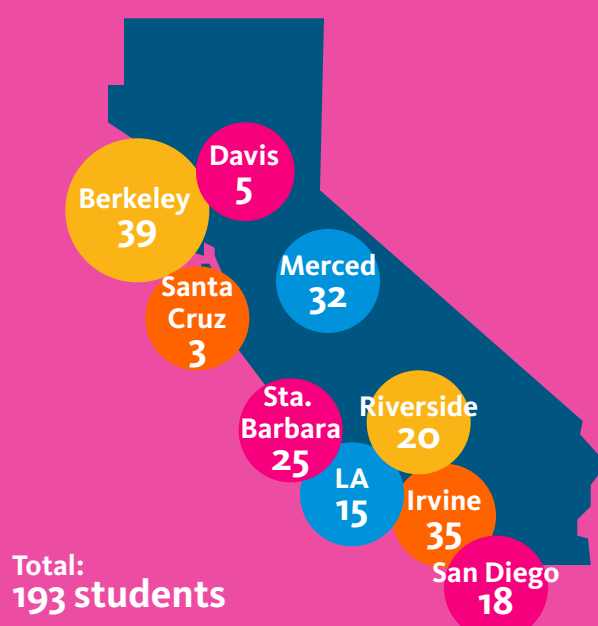 Davis
5
Berkeley
39
Merced
32
Santa
Cruz
3
Sta.
Barbara
25
Riverside
20
LA
15
Irvine
35
San Diego
18
Total:
193 students